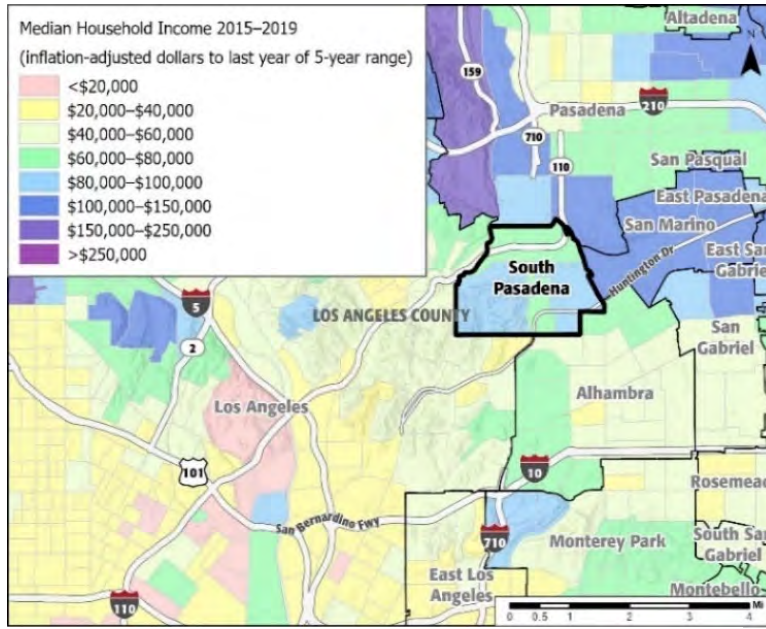 Median Household Income 2015–2019
(inflation-adjusted dollars to last year of 5-year range)
<$20,000
$20,000–$40,000
$40,000–$60,000
$60,000–$80,000
$80,000–$100,000
$100,000–$150,000
$150,000–$250,000
>$250,000
Altadena
N
159
Pasadena
210
710
110
San Pasqual
East Pasadena
San Marino
East San
Gabriel
Huntington Dr
South
Pasadena
5
LOS ANGELES COUNTY
2
San
Gabriel
Los Angeles
Alhambra
101
10
Rosemead
San Bernardino Fwy
710
Monterey Park
South San
Gabriel
East Los
Angeles
Montebello
110
0 0.5 1 2 3 4
Mi